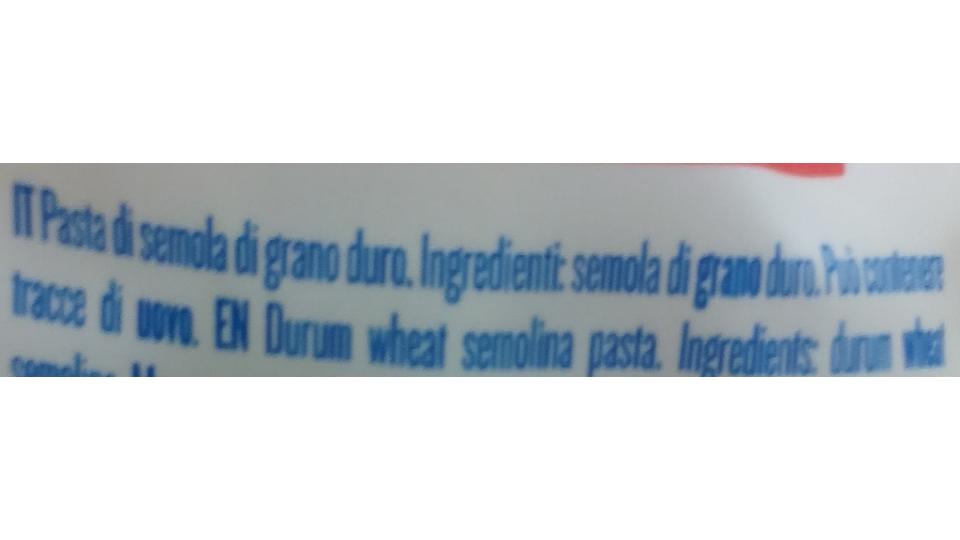 IT Pasta di semola di grano duro. Ingredienti: semola di grano duro. Può contenere
tracce di uovo. EN Durum wheat semolina pasta. Ingredients: durum wheat
semolina. M